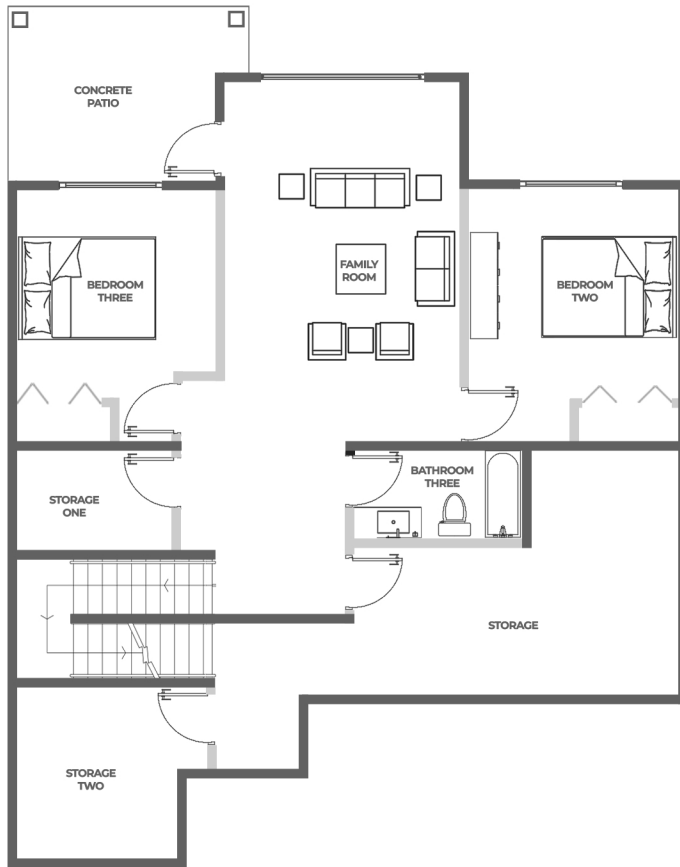 CONCRETE
PATIO
FAMILY
ROOM
BEDROOM
THREE
BEDROOM
TWO
BATHROOM
THREE
STORAGE
ONE
STORAGE
STORAGE
TWO